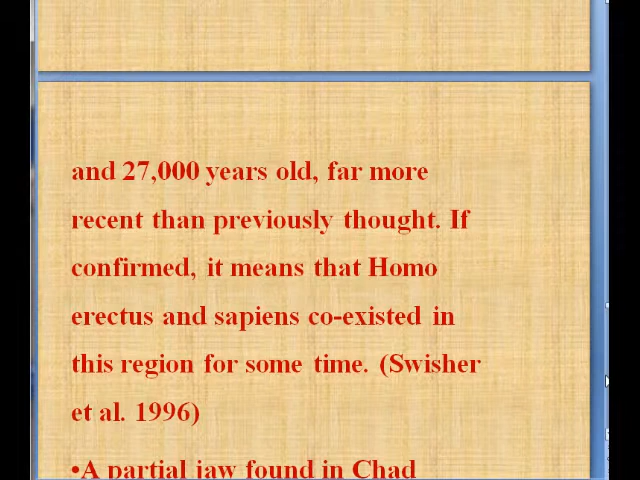 and 27,000 years old, far more
recent than previously thought. If
confirmed, it means that Homo
erectus and sapiens co-existed in
this region for some time. (Swisher
et al. 1996)
•A partial jaw found in Chad